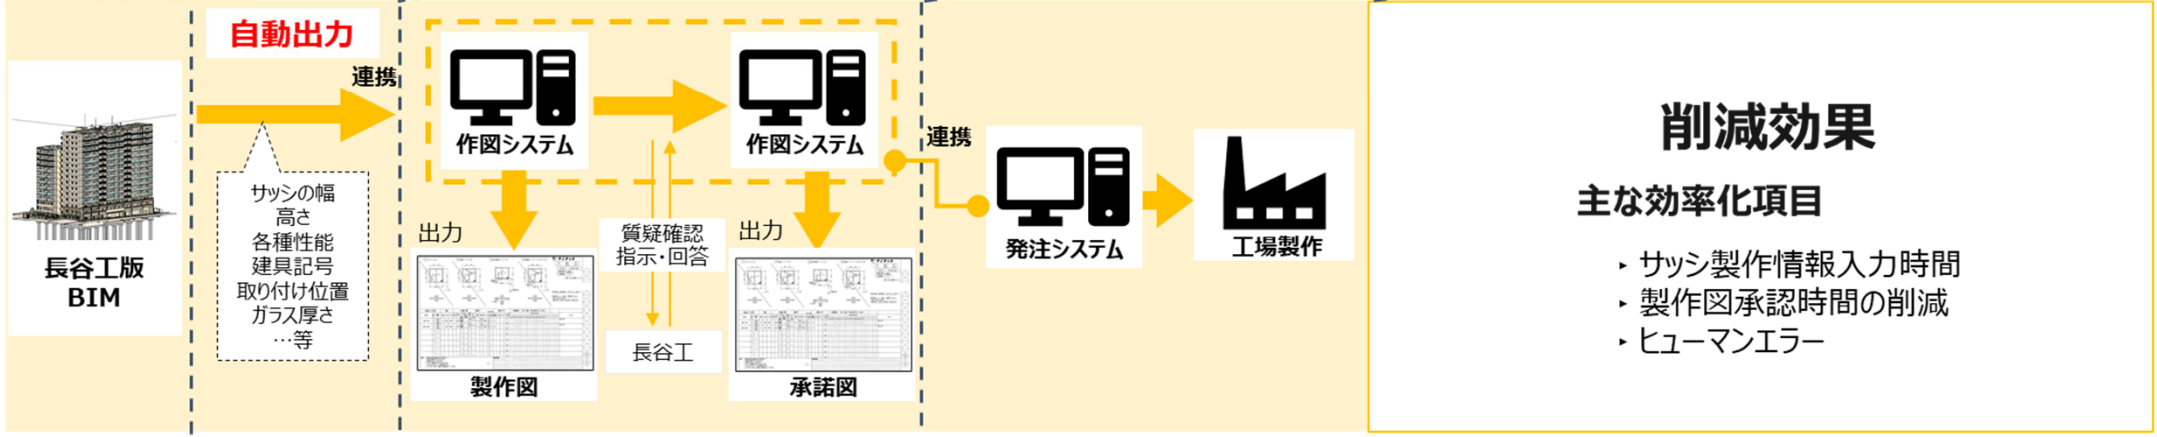 自動出力
連携
長谷工版
BIM
サッシの幅
高さ
各種性能
建具記号
取り付け位置
ガラス厚さ
…等
作図システム
作図システム
出力
質疑確認
指示・回答
出力
製作図
長谷工
承諾図
連携
発注システム
工場製作
削減効果
主な効率化項目
‣ サッシ製作情報入力時間
‣ 製作図承認時間の削減
‣ ヒューマンエラー